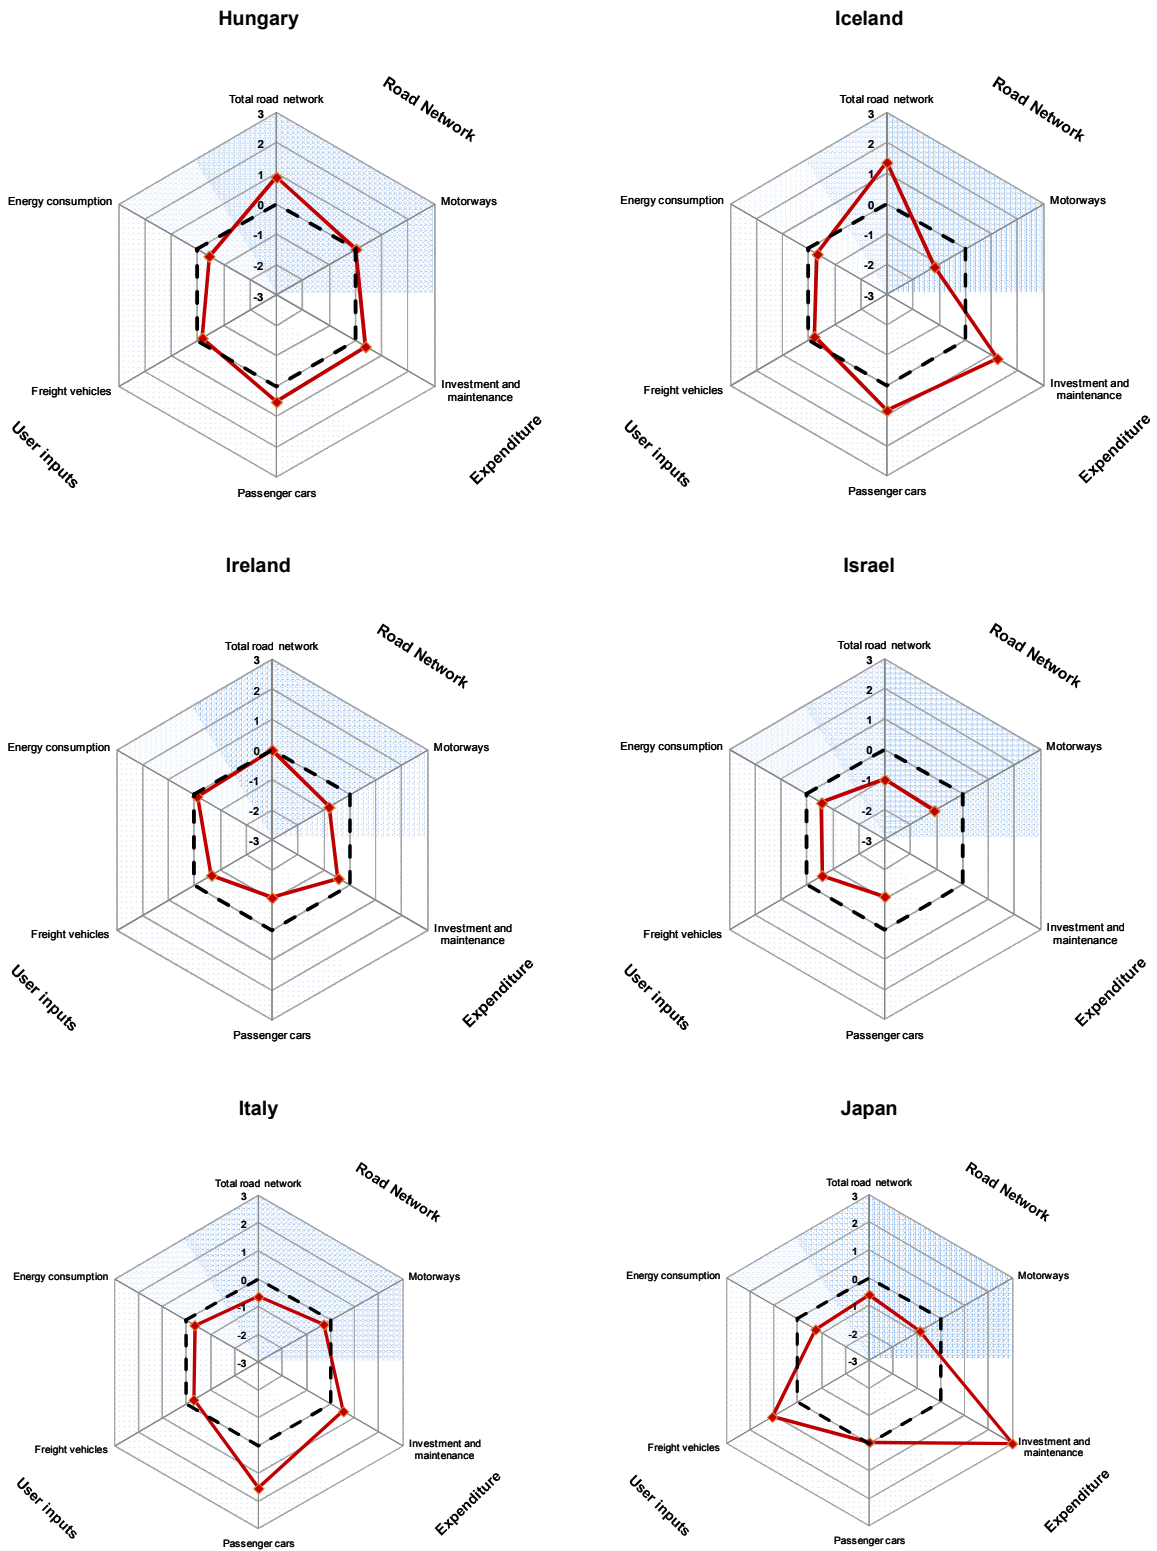 Hungary
Road Network
Total road network
3
2
1
0
-1
-2
-3
Energy consumption
Motorways
Freight vehicles
Investment and
maintenance
User inputs
Expenditure
Passenger cars
Iceland
Road Network
Total road network
3
2
1
0
-1
-2
-3
Energy consumption
Motorways
Freight vehicles
Investment and
maintenance
User inputs
Expenditure
Passenger cars
Ireland
Road Network
Total road network
3
2
1
0
-1
-2
-3
Energy consumption
Motorways
Freight vehicles
Investment and
maintenance
User inputs
Expenditure
Passenger cars
Israel
Road Network
Total road network
3
2
1
0
-1
-2
-3
Energy consumption
Motorways
Freight vehicles
Investment and
maintenance
User inputs
Expenditure
Passenger cars
Italy
Road Network
Total road network
3
2
1
0
-1
-2
-3
Energy consumption
Motorways
Freight vehicles
Investment and
maintenance
User inputs
Expenditure
Passenger cars
Japan
Road Network
Total road network
3
2
1
0
-1
-2
-3
Energy consumption
Motorways
Freight vehicles
Investment and
maintenance
User inputs
Expenditure
Passenger cars